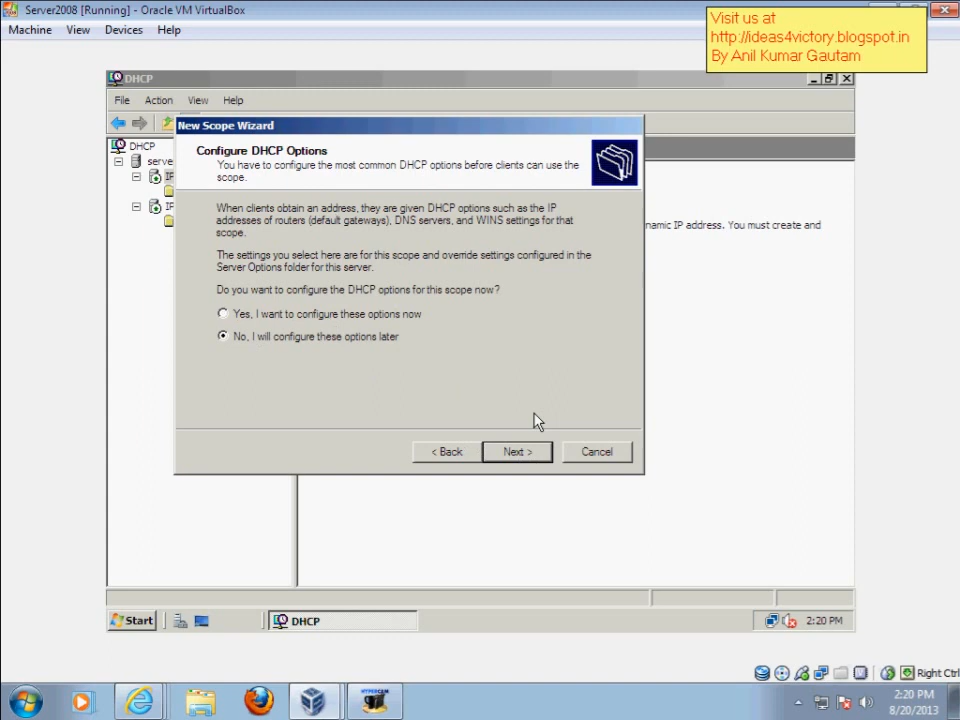 Server2008 [Running] - Oracle VM VirtualBox
Machine View Devices Help
Visit us at
http://ideas4victory.blogspot.in
By Anil Kumar Gautam
DHCP
File Action View Help
DHCP
serve
IP
IP
New Scope Wizard
Configure DHCP Options
You have to configure the most common DHCP options before clients can use the
scope.
When clients obtain an address, they are given DHCP options such as the IP
addresses of routers (default gateways), DNS servers, and WINS settings for that
scope.
The settings you select here are for this scope and override settings configured in the
Server Options folder for this server.
Do you want to configure the DHCP options for this scope now?
Yes, I want to configure these options now
No, I will configure these options later
< Back Next > Cancel
namic IP address. You must create and
Start DHCP 2:20 PM
Right Ctrl
2:20 PM
8/20/2013